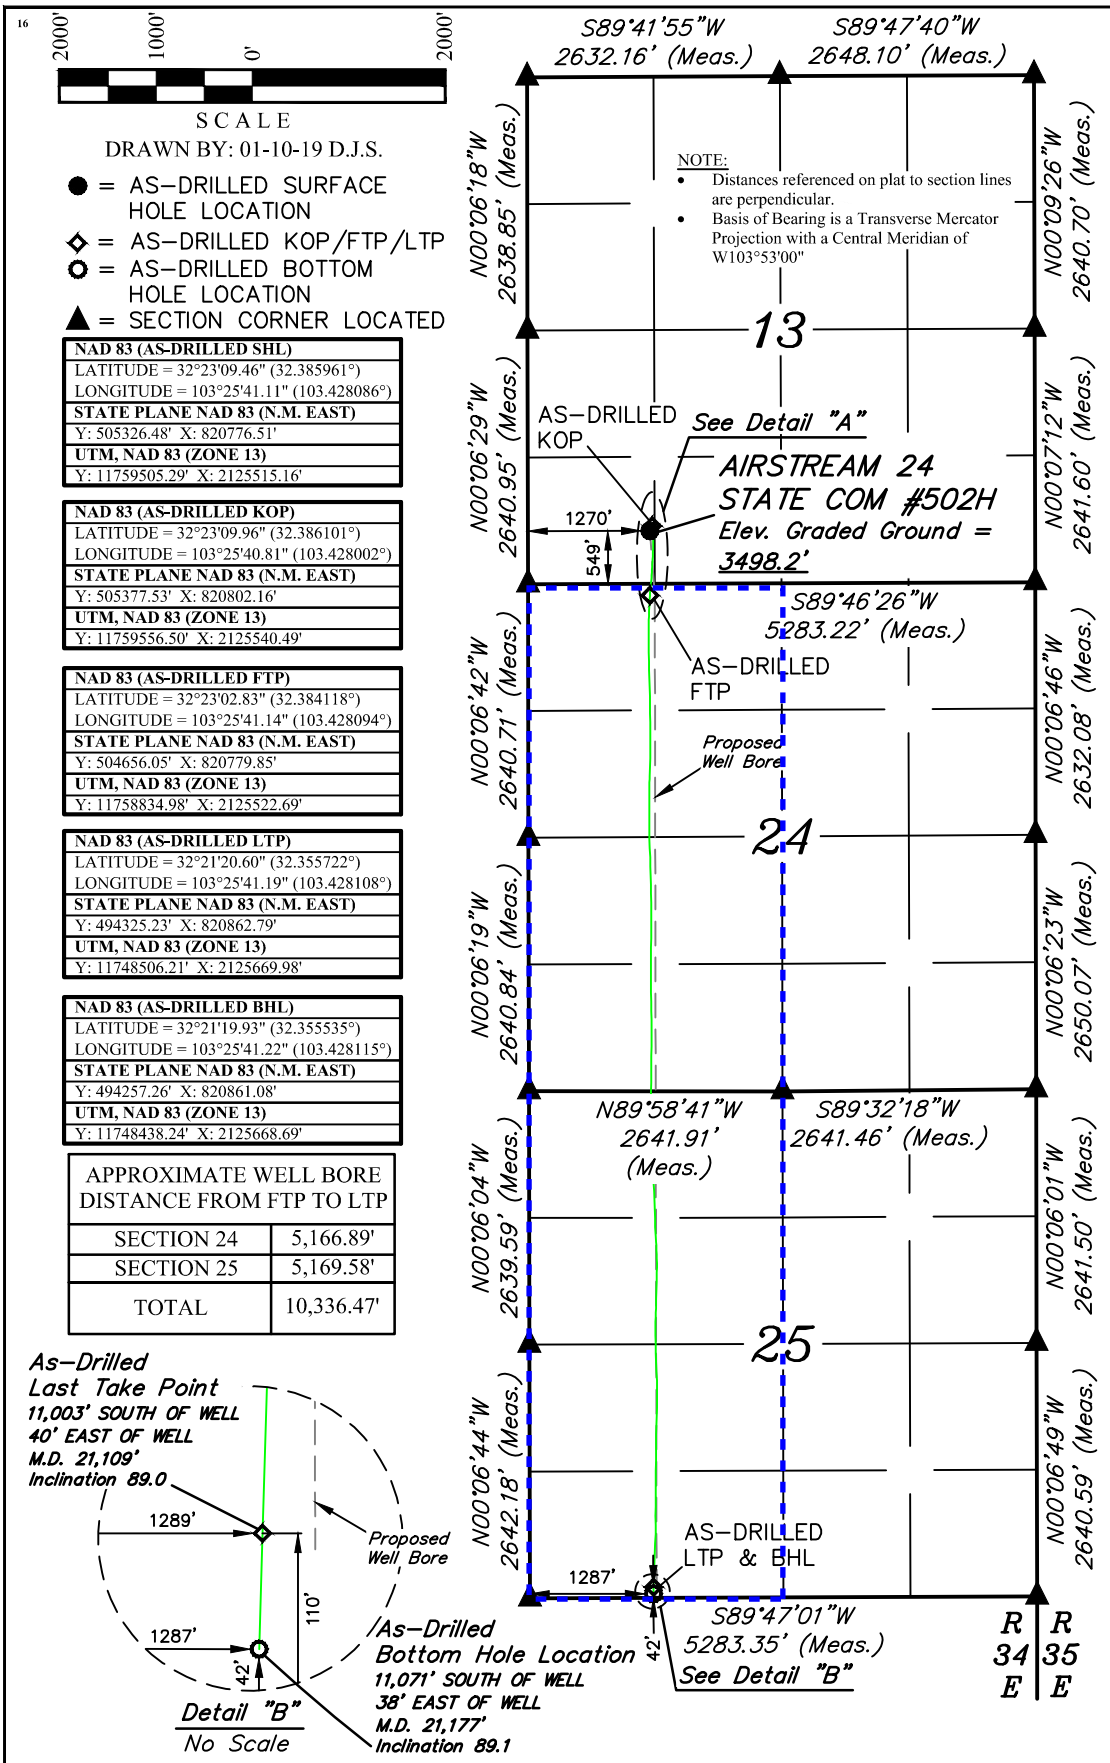 16
2000'
1000'
0'
2000'
SCALE
DRAWN BY: 01-10-19 D.J.S.
= AS-DRILLED SURFACE
HOLE LOCATION
= AS-DRILLED KOP/FTP/LTP
= AS-DRILLED BOTTOM
HOLE LOCATION
= SECTION CORNER LOCATED
NAD 83 (AS-DRILLED SHL)
LATITUDE = 32°23'09.46" (32.385961°)
LONGITUDE = 103°25'41.11" (103.428086°)
STATE PLANE NAD 83 (N.M. EAST)
Y: 505326.48' X: 820776.51'
UTM, NAD 83 (ZONE 13)
Y: 11759505.29' X: 2125515.16'
NAD 83 (AS-DRILLED KOP)
LATITUDE = 32°23'09.96" (32.386101°)
LONGITUDE = 103°25'40.81" (103.428002°)
STATE PLANE NAD 83 (N.M. EAST)
Y: 505377.53' X: 820802.16'
UTM, NAD 83 (ZONE 13)
Y: 11759556.50' X: 2125540.49'
NAD 83 (AS-DRILLED FTP)
LATITUDE = 32°23'02.83" (32.384118°)
LONGITUDE = 103°25'41.14" (103.428094°)
STATE PLANE NAD 83 (N.M. EAST)
Y: 504656.05' X: 820779.85'
UTM, NAD 83 (ZONE 13)
Y: 11758834.98' X: 2125522.69'
NAD 83 (AS-DRILLED LTP)
LATITUDE = 32°21'20.60" (32.355722°)
LONGITUDE = 103°25'41.19" (103.428108°)
STATE PLANE NAD 83 (N.M. EAST)
Y: 494325.23' X: 820862.79'
UTM, NAD 83 (ZONE 13)
Y: 11748506.21' X: 2125669.98'
NAD 83 (AS-DRILLED BHL)
LATITUDE = 32°21'19.93" (32.355535°)
LONGITUDE = 103°25'41.22" (103.428115°)
STATE PLANE NAD 83 (N.M. EAST)
Y: 494257.26' X: 820861.08'
UTM, NAD 83 (ZONE 13)
Y: 11748438.24' X: 2125668.69'
APPROXIMATE WELL BORE
DISTANCE FROM FTP TO LTP
SECTION 24 5,166.89'
SECTION 25 5,169.58'
TOTAL 10,336.47'
As-Drilled
Last Take Point
11,003' SOUTH OF WELL
40' EAST OF WELL
M.D. 21,109'
Inclination 89.0
1289'
Proposed
Well Bore
110'
1287'
42'
Detail "B"
No Scale
As-Drilled
Bottom Hole Location
11,071' SOUTH OF WELL
38' EAST OF WELL
M.D. 21,177'
Inclination 89.1
S89°41'55"W
2632.16' (Meas.)
S89°47'40"W
2648.10' (Meas.)
N00°06'18"W
2638.85' (Meas.)
N00°09'26"W
2640.70' (Meas.)
NOTE:
• Distances referenced on plat to section lines
are perpendicular.
• Basis of Bearing is a Transverse Mercator
Projection with a Central Meridian of
W103°53'00"
13
N00°06'29"W
2640.95' (Meas.)
N00°07'12"W
2641.60' (Meas.)
AS-DRILLED
KOP
See Detail "A"
AIRSTREAM 24
STATE COM #502H
Elev. Graded Ground =
3498.2'
1270'
549'
S89°46'26"W
5283.22' (Meas.)
AS-DRILLED
FTP
N00°06'42"W
2640.71' (Meas.)
N00°06'46"W
2632.08' (Meas.)
Proposed
Well Bore
24
N00°06'19"W
2640.84' (Meas.)
N00°06'23"W
2650.07' (Meas.)
N89°58'41"W
2641.91'
(Meas.)
S89°32'18"W
2641.46' (Meas.)
N00°06'04"W
2639.59' (Meas.)
N00°06'01"W
2641.50' (Meas.)
25
N00°06'44"W
2642.18' (Meas.)
N00°06'49"W
2640.59' (Meas.)
AS-DRILLED
LTP & BHL
1287'
42'
S89°47'01"W
5283.35' (Meas.)
See Detail "B"
R R
34 35
E E